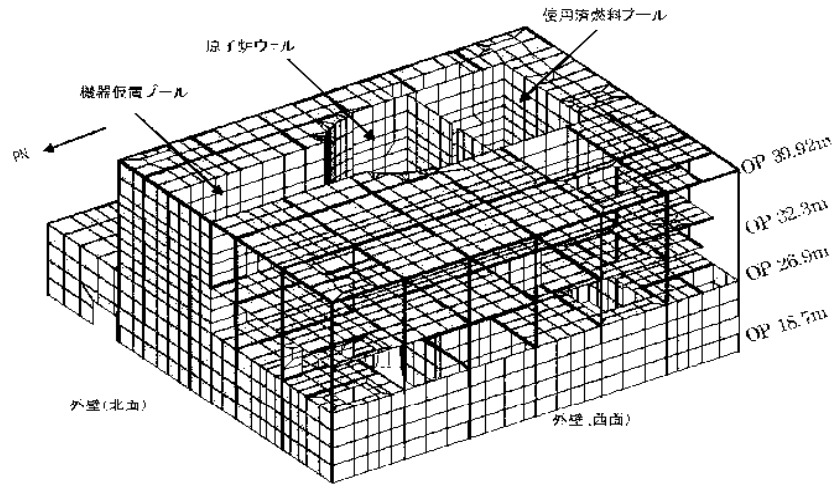 使用済燃料プール
原子炉ウェル
機器仮置プール
PN
OP 39.92m
OP 32.3m
OP 26.9m
OP 18.7m
外壁(北面)
外壁(西面)